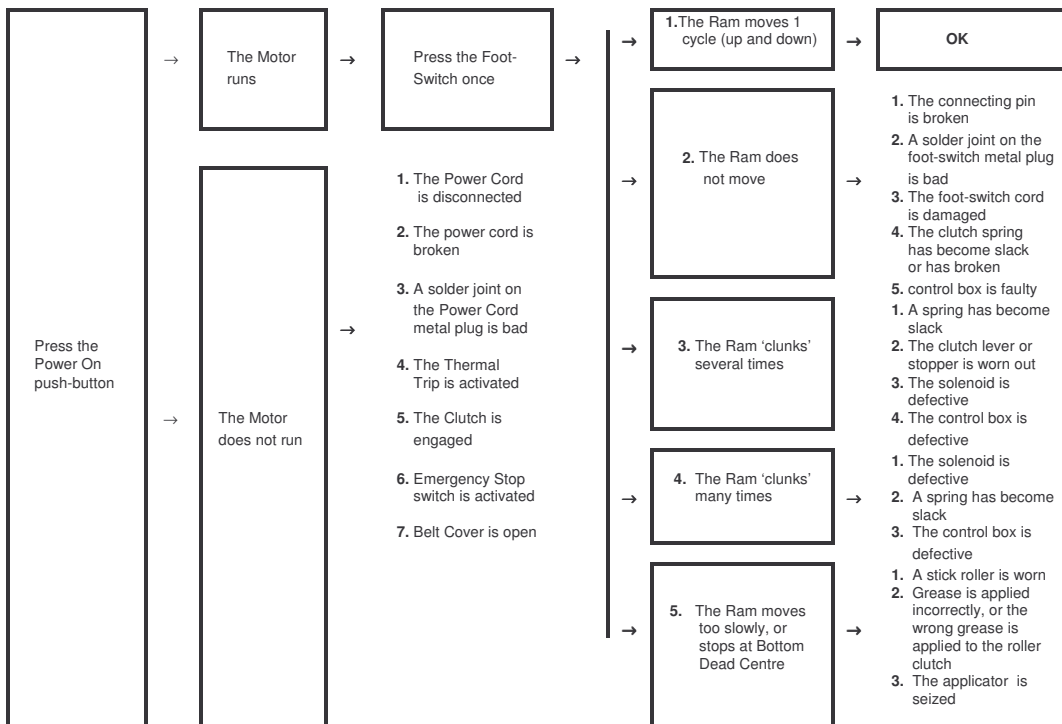 Press the
Power On
push-button
→
The Motor
runs
→
Press the Foot-
Switch once
→
→
1.The Ram moves 1
cycle (up and down)
→
OK
→
2. The Ram does
not move
→
1. The connecting pin
is broken
2. A solder joint on the
foot-switch metal plug
is bad
3. The foot-switch cord
is damaged
4. The clutch spring
has become slack
or has broken
5. control box is faulty
→
3. The Ram ‘clunks’
several times
1. A spring has become
slack
2. The clutch lever or
stopper is worn out
3. The solenoid is
defective
4. The control box is
defective
→
4. The Ram ‘clunks’
many times
→
1. The solenoid is
defective
2. A spring has become
slack
3. The control box is
defective
→
5. The Ram moves
too slowly, or
stops at Bottom
Dead Centre
→
1. A stick roller is worn
2. Grease is applied
incorrectly, or the
wrong grease is
applied to the roller
clutch
3. The applicator is
seized
→
The Motor
does not run
→
1. The Power Cord
is disconnected
2. The power cord is
broken
3. A solder joint on
the Power Cord
metal plug is bad
4. The Thermal
Trip is activated
5. The Clutch is
engaged
6. Emergency Stop
switch is activated
7. Belt Cover is open